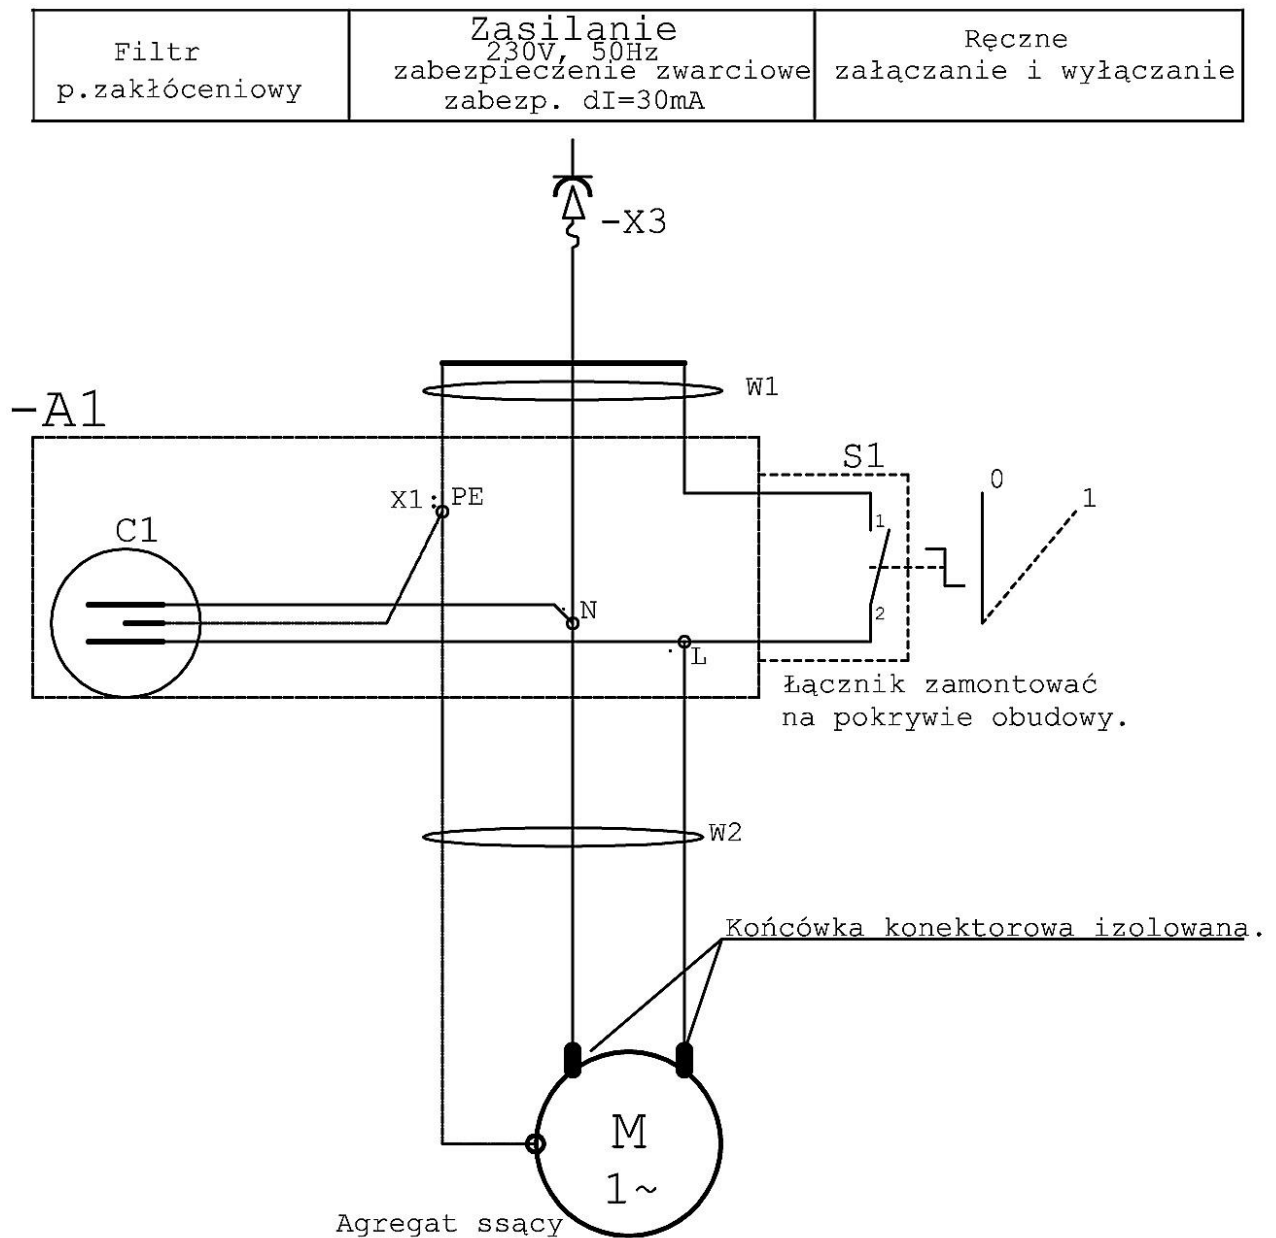 Filtr
p.zakłóceniowy
Zasilanie
230V, 50Hz
zabezpieczenie zwarciowe
zabezp. dI=30mA
Ręczne
załączanie i wyłączanie
-X3
W1
-A1
S1
0
1
X1:
PE
C1
1
N
2
L
Łącznik zamontować
na pokrywie obudowy.
W2
Końcówka konektorowa izolowana.
M
1~
Agregat ssący